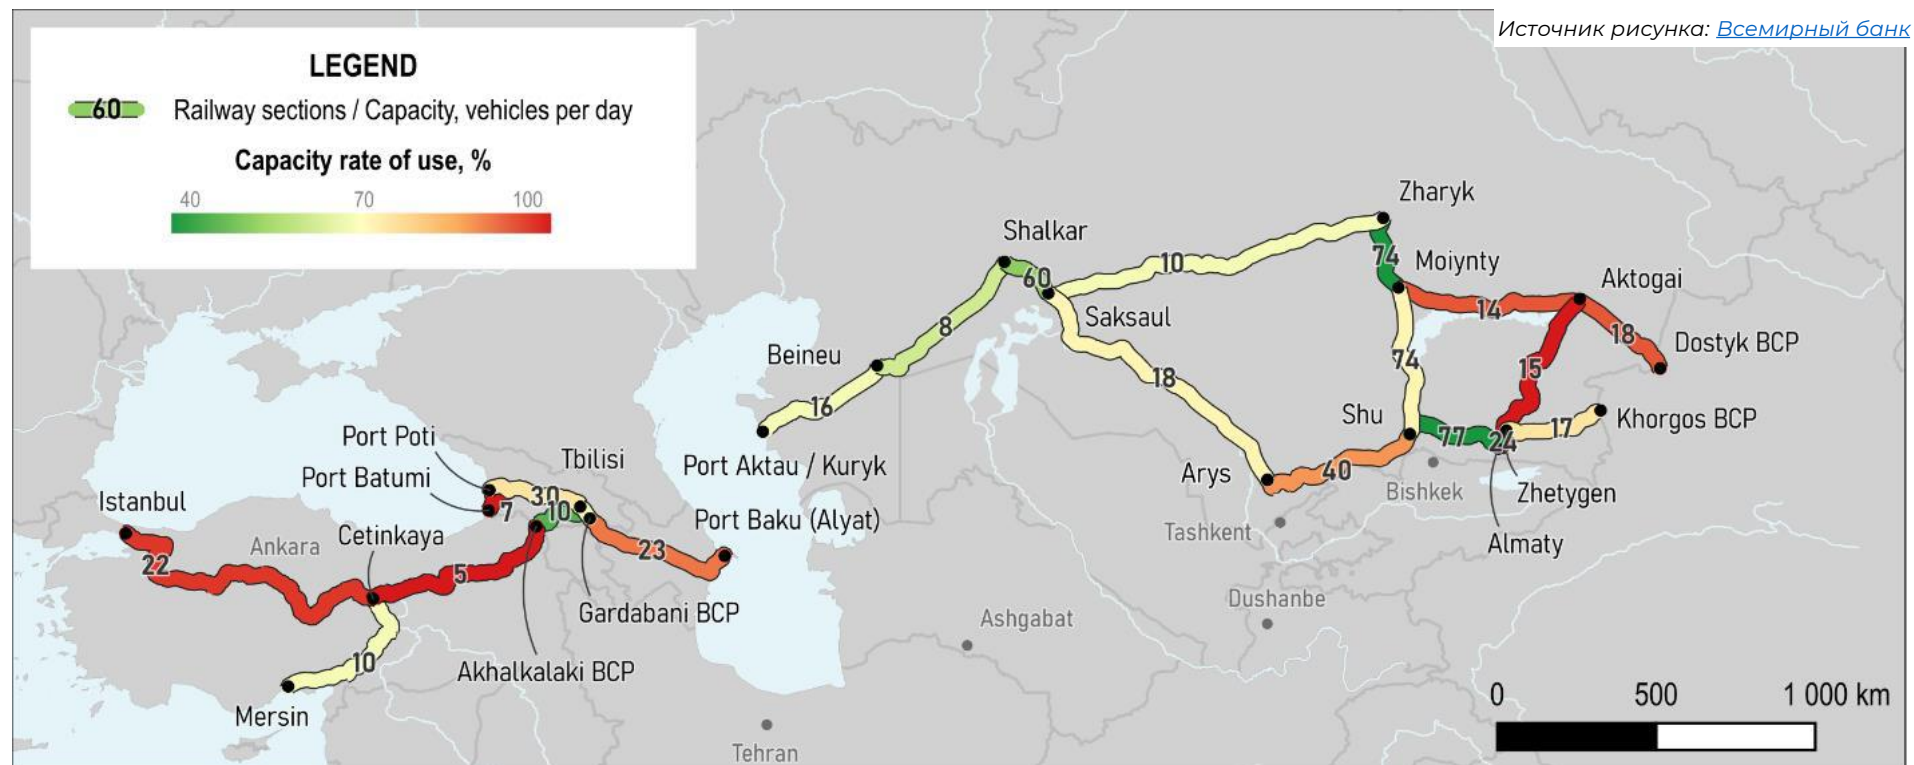 Источник рисунка: Всемирный банк
LEGEND
60 Railway sections / Capacity, vehicles per day
Capacity rate of use, %
40 70 100
Zharyk
Shalkar
74
Moiynty
10
60
Aktogai
Saksaul
14
18
8
Dostyk BCP
Beineu
74
15
18
16
Shu
Khorgos BCP
17
77
24
Port Poti
Tbilisi
Port Aktau / Kuryk
Arys
40
Port Batumi
Bishkek
Zhetygen
Istanbul
30
10
7
Port Baku (Alyat)
Tashkent
Cetinkaya
Ankara
Almaty
23
22
5
Dushanbe
Gardabani BCP
Ashgabat
10
Akhalkalaki BCP
0 500 1 000 km
Mersin
Tehran